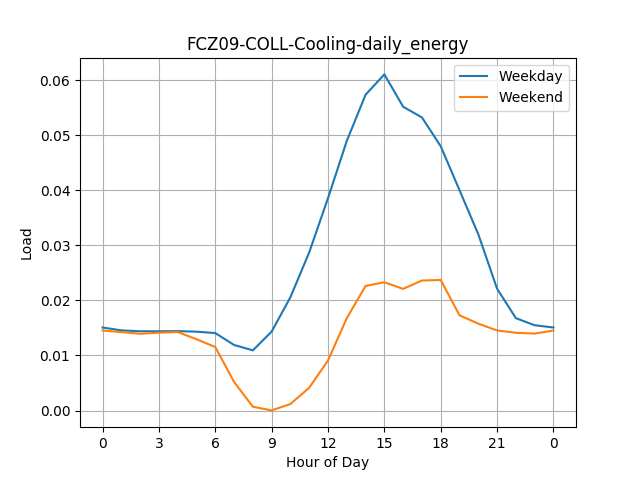 FCZ09-COLL-Cooling-daily_energy
Weekday
Weekend
0.06
0.05
0.04
0.03
0.02
0.01
0.00
Load
0 3 6 9 12 15 18 21 0
Hour of Day